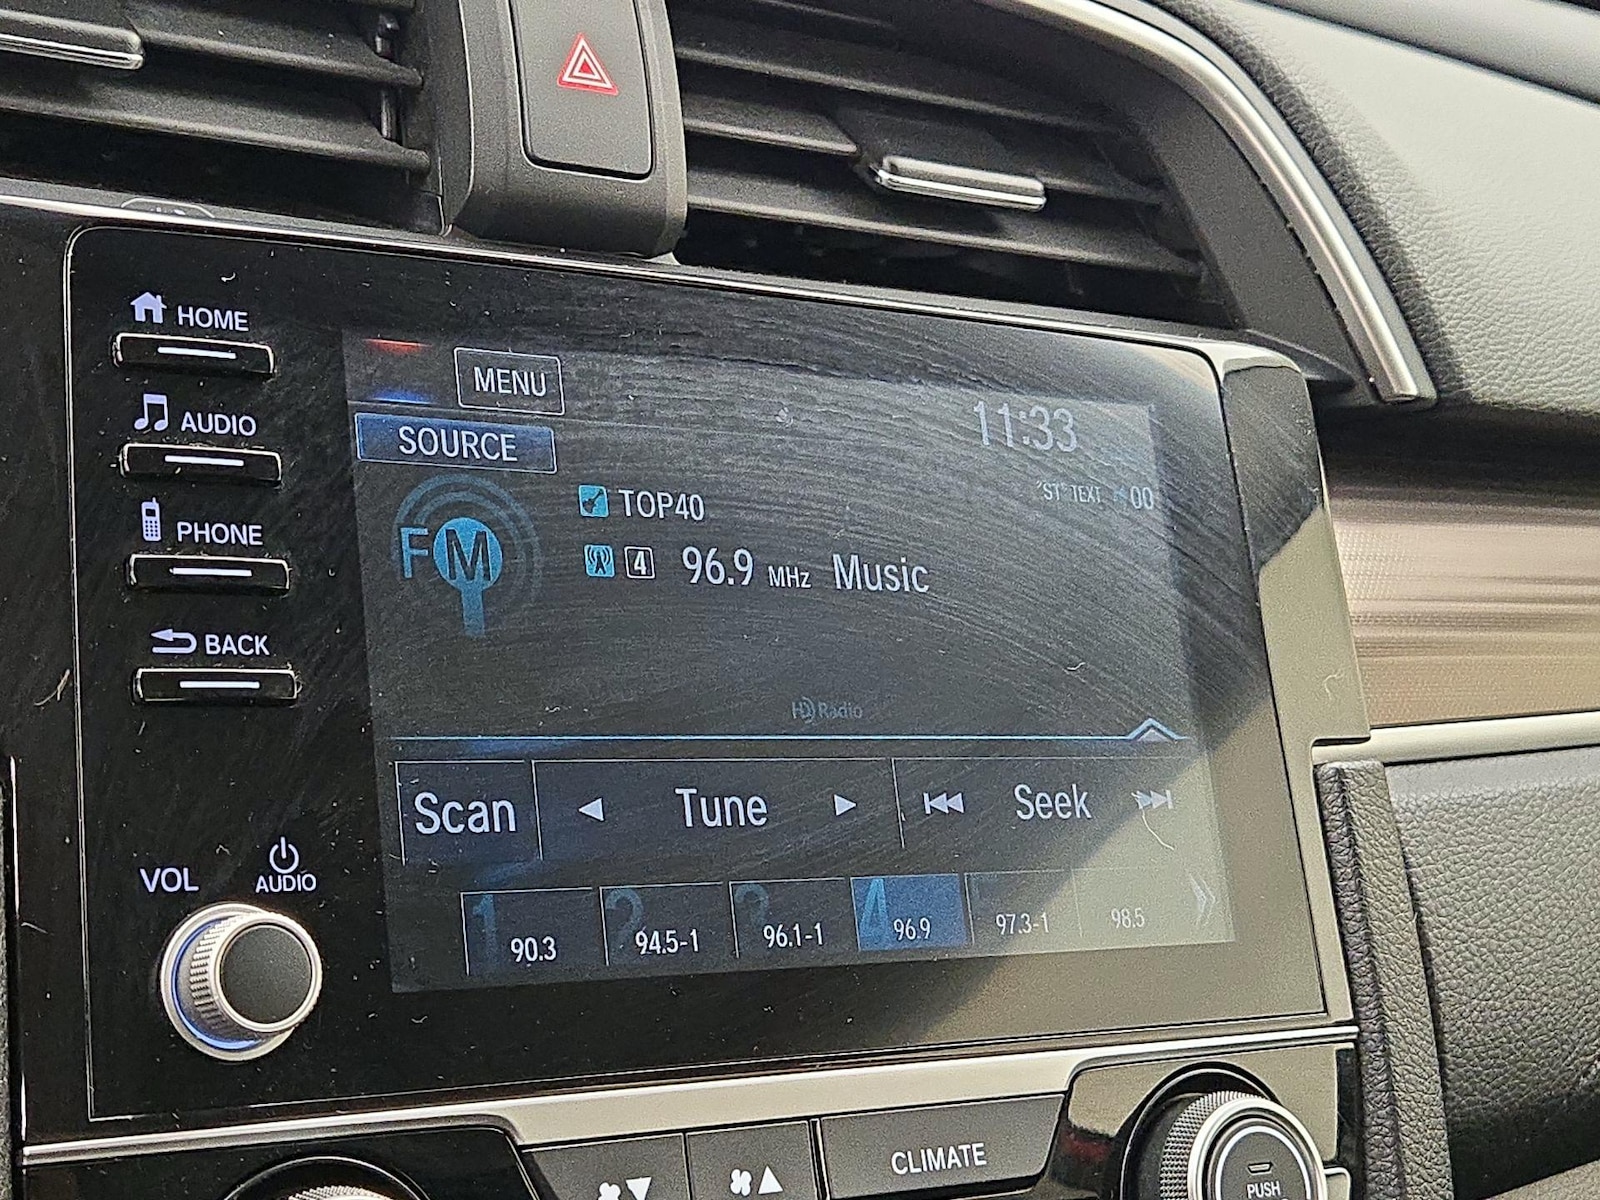 HOME
AUDIO
PHONE
BACK
VOL
AUDIO
MENU
11:33
SOURCE
"ST" TEXT 00
FM
TOP40
4 96.9 MHz Music
HD Radio
Scan Tune Seek
1 90.3
2 94.5-1
3 96.1-1
4 96.9
97.3-1
98.5
CLIMATE
PUSH